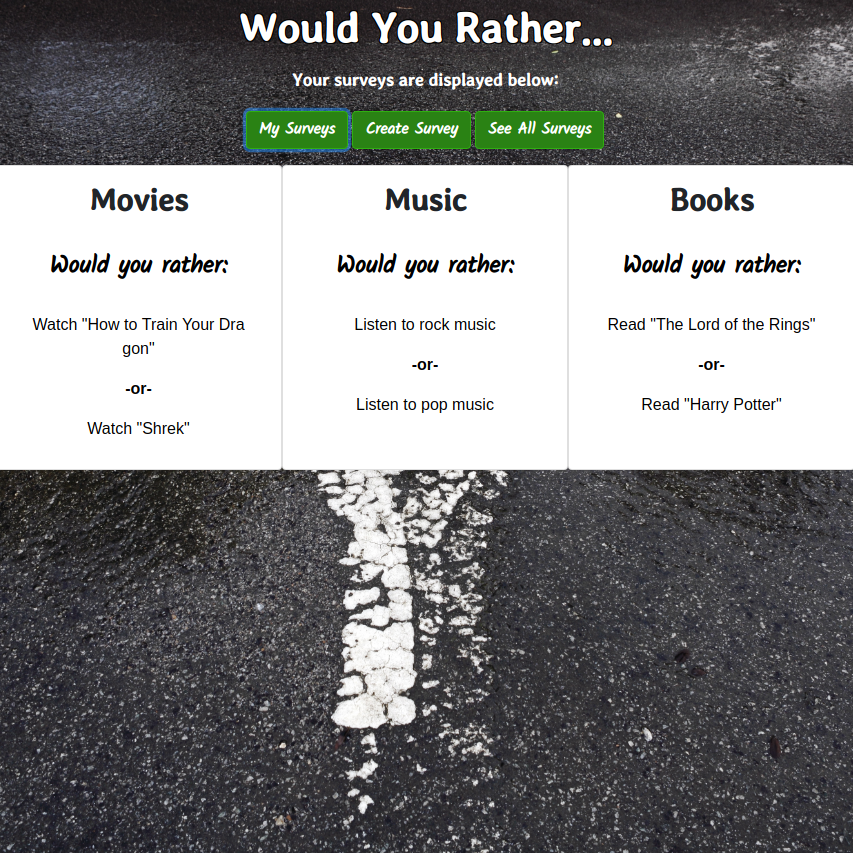 Would You Rather...
Your surveys are displayed below:
My Surveys Create Survey See All Surveys
Movies
Would you rather:
Watch "How to Train Your Dra
gon"
-or-
Watch "Shrek"
Music
Would you rather:
Listen to rock music
-or-
Listen to pop music
Books
Would you rather:
Read "The Lord of the Rings"
-or-
Read "Harry Potter"